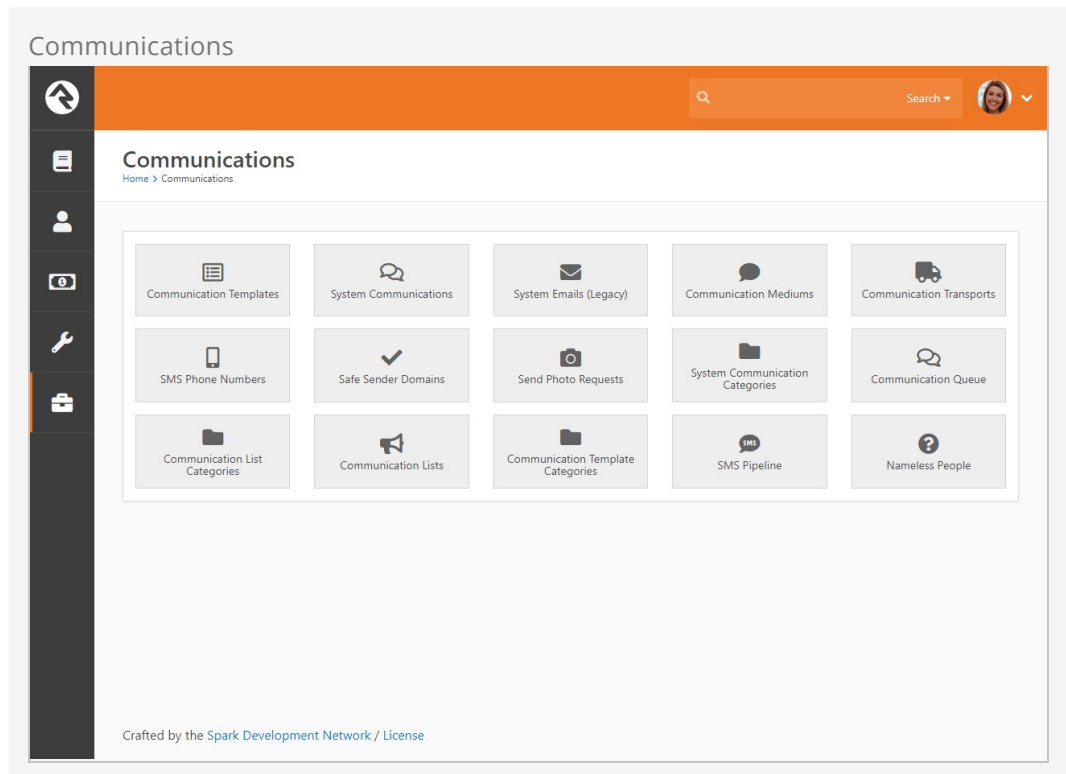 Communications
Search
Communications
Home > Communications
Communication Templates
System Communications
System Emails (Legacy)
Communication Mediums
Communication Transports
SMS Phone Numbers
Safe Sender Domains
Send Photo Requests
System Communication
Categories
Communication Queue
Communication List
Categories
Communication Lists
Communication Template
Categories
SMS
SMS Pipeline
Nameless People
Crafted by the Spark Development Network / License